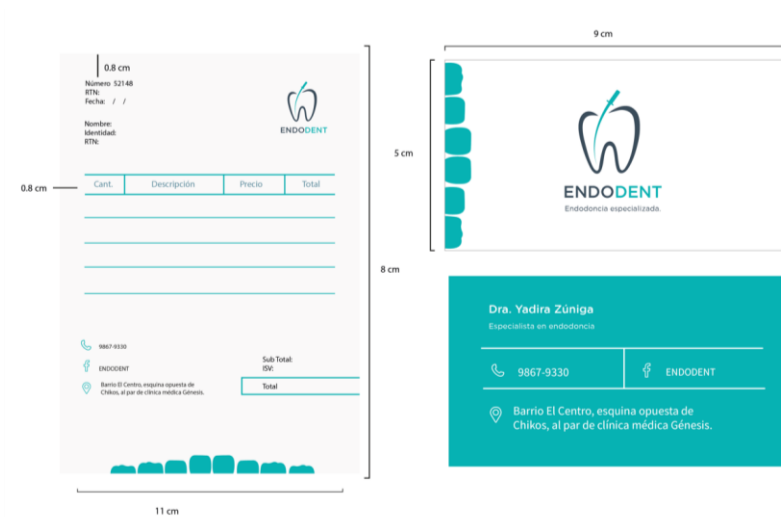 0.8 cm
Número 52148
RTN:
Fecha: / /
Nombre:
Identidad:
RTN:
ENDODENT
0.8 cm
Cant. Descripción Precio Total
9867-9330
ENDODENT
Barrio El Centro, esquina opuesta de
Chikos, al par de clínica médica Génesis.
Sub Total:
ISV:
Total
11 cm
8 cm
9 cm
5 cm
ENDODENT
Endodoncia especializada.
Dra. Yadira Zúniga
Especialista en endodoncia
9867-9330
ENDODENT
Barrio El Centro, esquina opuesta de
Chikos, al par de clínica médica Génesis.